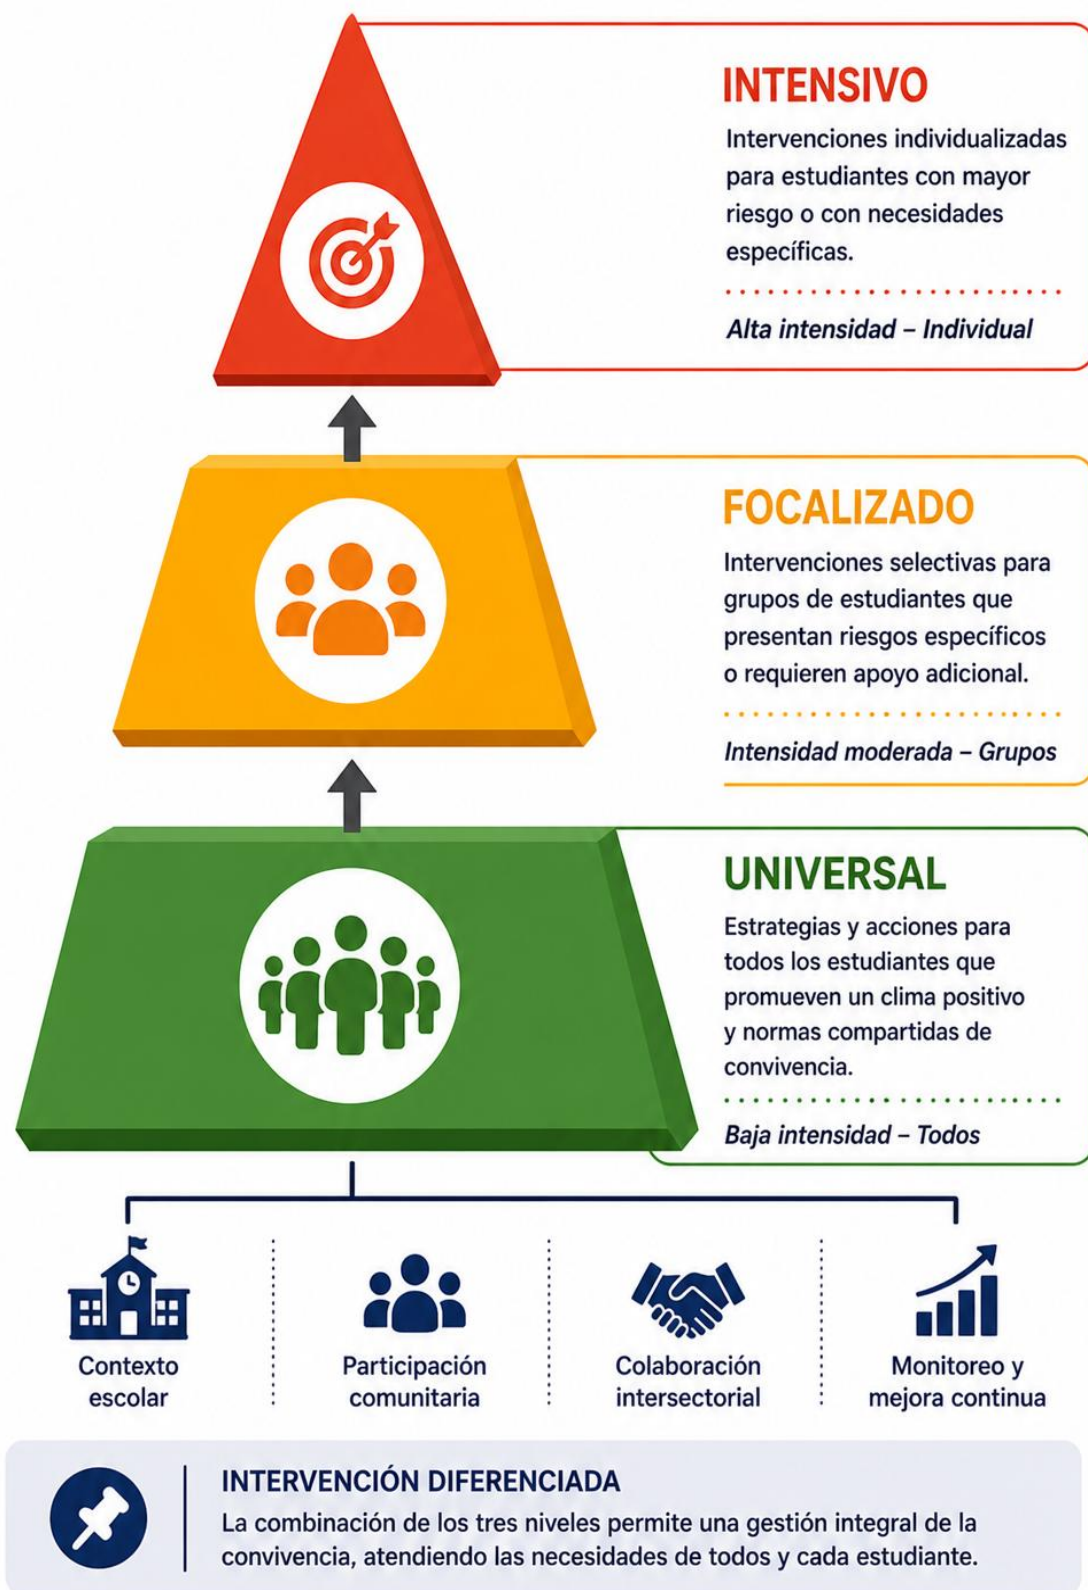 INTENSIVO
Intervenciones individualizadas
para estudiantes con mayor
riesgo o con necesidades
específicas.
Alta intensidad – Individual
FOCALIZADO
Intervenciones selectivas para
grupos de estudiantes que
presentan riesgos específicos
o requieren apoyo adicional.
Intensidad moderada – Grupos
UNIVERSAL
Estrategias y acciones para
todos los estudiantes que
promueven un clima positivo
y normas compartidas de
convivencia.
Baja intensidad – Todos
Contexto
escolar
Participación
comunitaria
Colaboración
intersectorial
Monitoreo y
mejora continua
INTERVENCIÓN DIFERENCIADA
La combinación de los tres niveles permite una gestión integral de la
convivencia, atendiendo las necesidades de todos y cada estudiante.